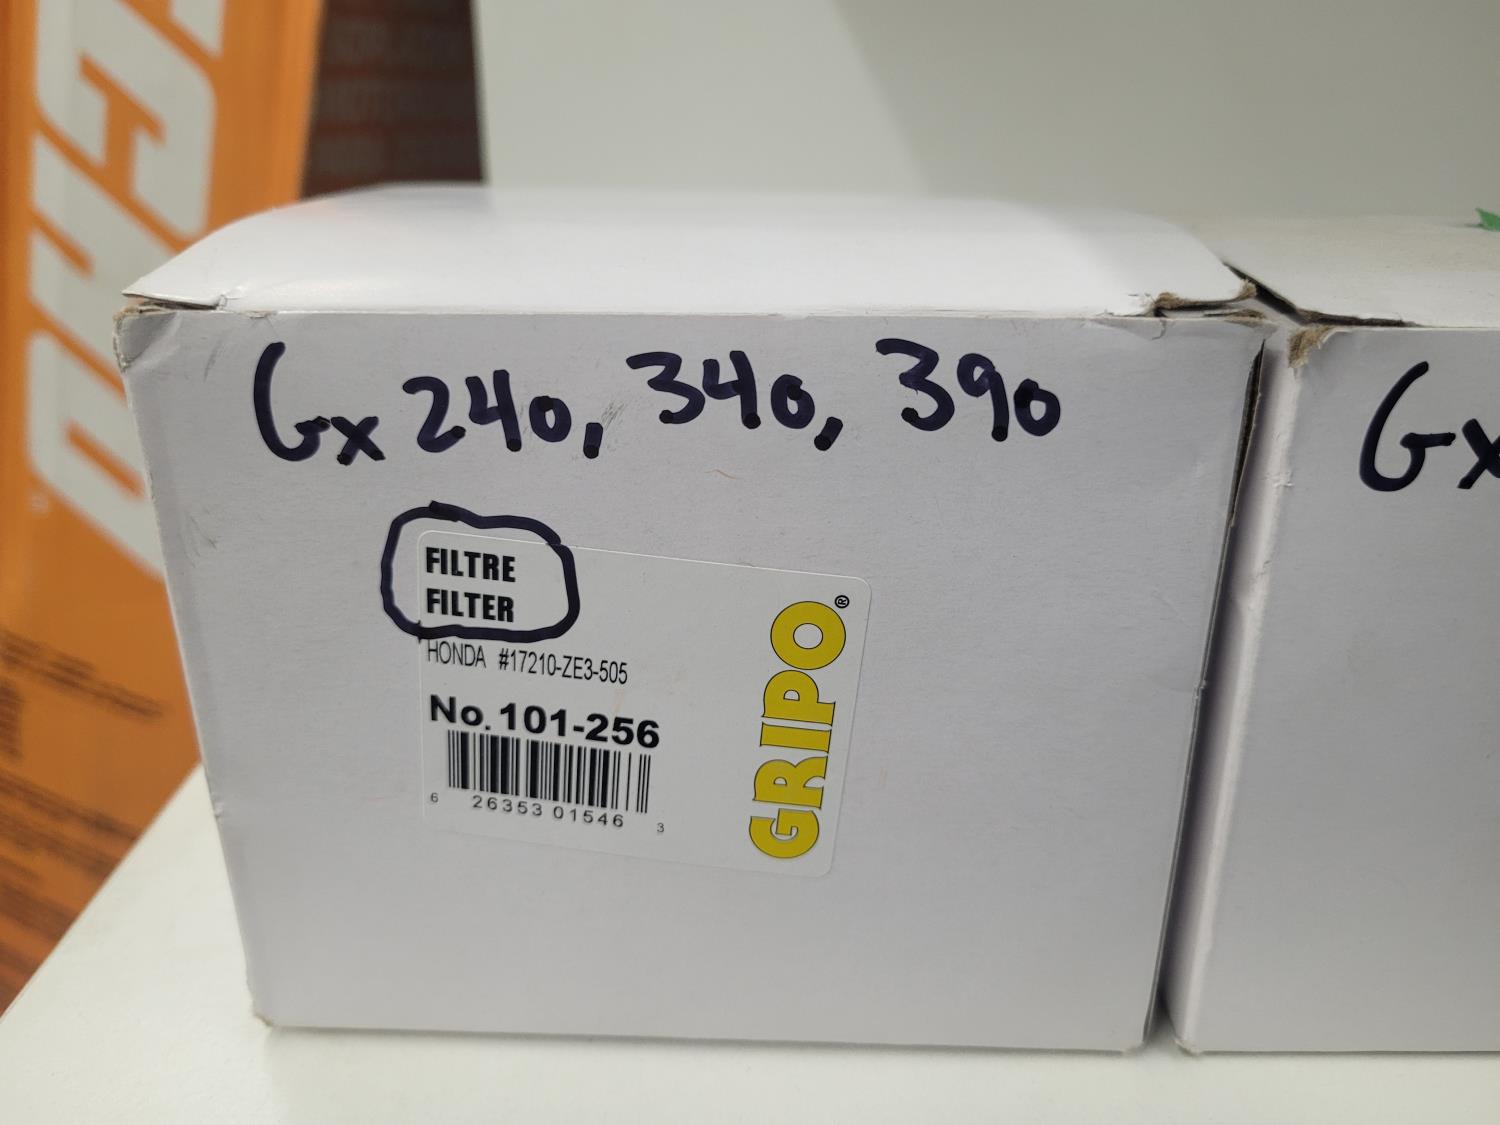 Gx 240, 340, 390
Gx
FILTRE
FILTER
HONDA #17210-ZE3-505
No. 101-256
6 26353 01546 3
GRIPO®